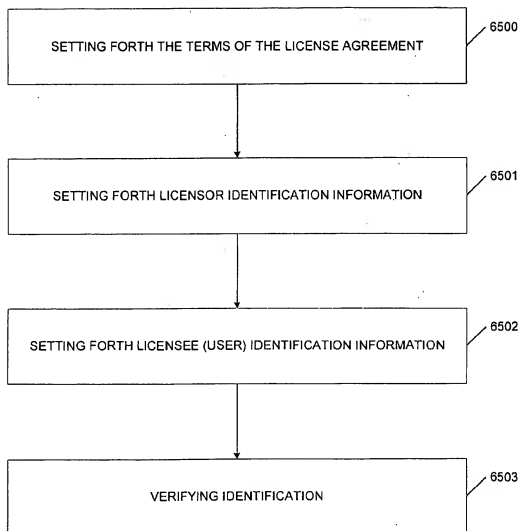 SETTING FORTH THE TERMS OF THE LICENSE AGREEMENT
6500
SETTING FORTH LICENSOR IDENTIFICATION INFORMATION
6501
SETTING FORTH LICENSEE (USER) IDENTIFICATION INFORMATION
6502
VERIFYING IDENTIFICATION
6503